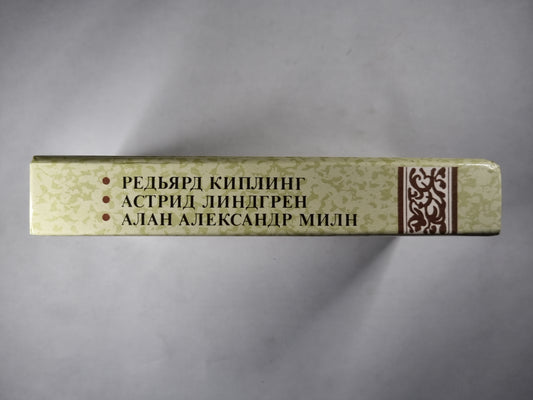 • РЕДЬЯРД КИПЛИНГ
• АСТРИД ЛИНДГРЕН
• АЛАН АЛЕКСАНДР МИЛН